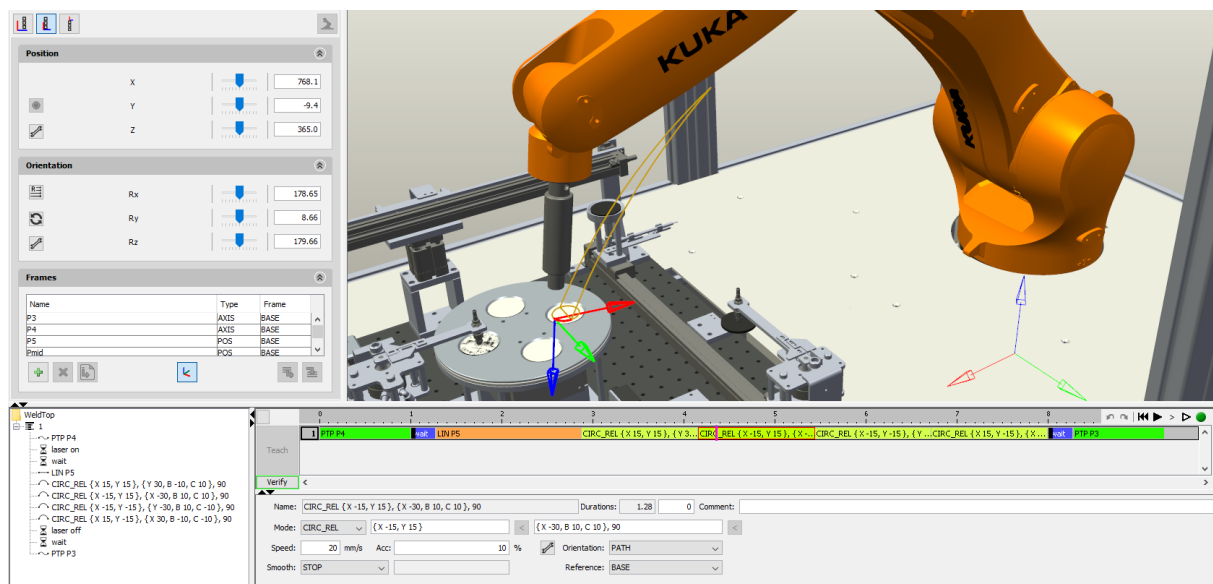 Position
X 768.1
Y -9.4
Z 365.0
Orientation
Rx 178.65
Ry 8.66
Rz 179.66
Frames
Name Type Frame
P3 AXIS BASE
P4 AXIS BASE
P5 POS BASE
Pmid POS BASE
KUKA
WeldTop
1
PTP P4
laser on
wait
LIN P5
CIRC_REL {X 15, Y 15}, {Y 30, B -10, C 10}, 90
CIRC_REL {X -15, Y 15}, {X -30, B 10, C 10}, 90
CIRC_REL {X -15, Y -15}, {Y -30, B 10, C -10}, 90
CIRC_REL {X 15, Y -15}, {X 30, B -10, C -10}, 90
laser off
wait
PTP P3
0 1 2 3 4 5 6 7 8
1 PTP P4 wait LIN P5 CIRC_REL {X 15, Y 15}, {Y 3... CIRC_REL {X -15, Y 15}, {X -... CIRC_REL {X -15, Y -15}, {Y ... CIRC_REL {X 15, Y -15}, {X ... wait PTP P3
Teach
Verify
Name: CIRC_REL {X -15, Y 15}, {X -30, B 10, C 10}, 90 Durations: 1.28 0 Comment:
Mode: CIRC_REL {X -15, Y 15} < {X -30, B 10, C 10}, 90 <
Speed: 20 mm/s Acc: 10 % Orientation: PATH
Smooth: STOP Reference: BASE